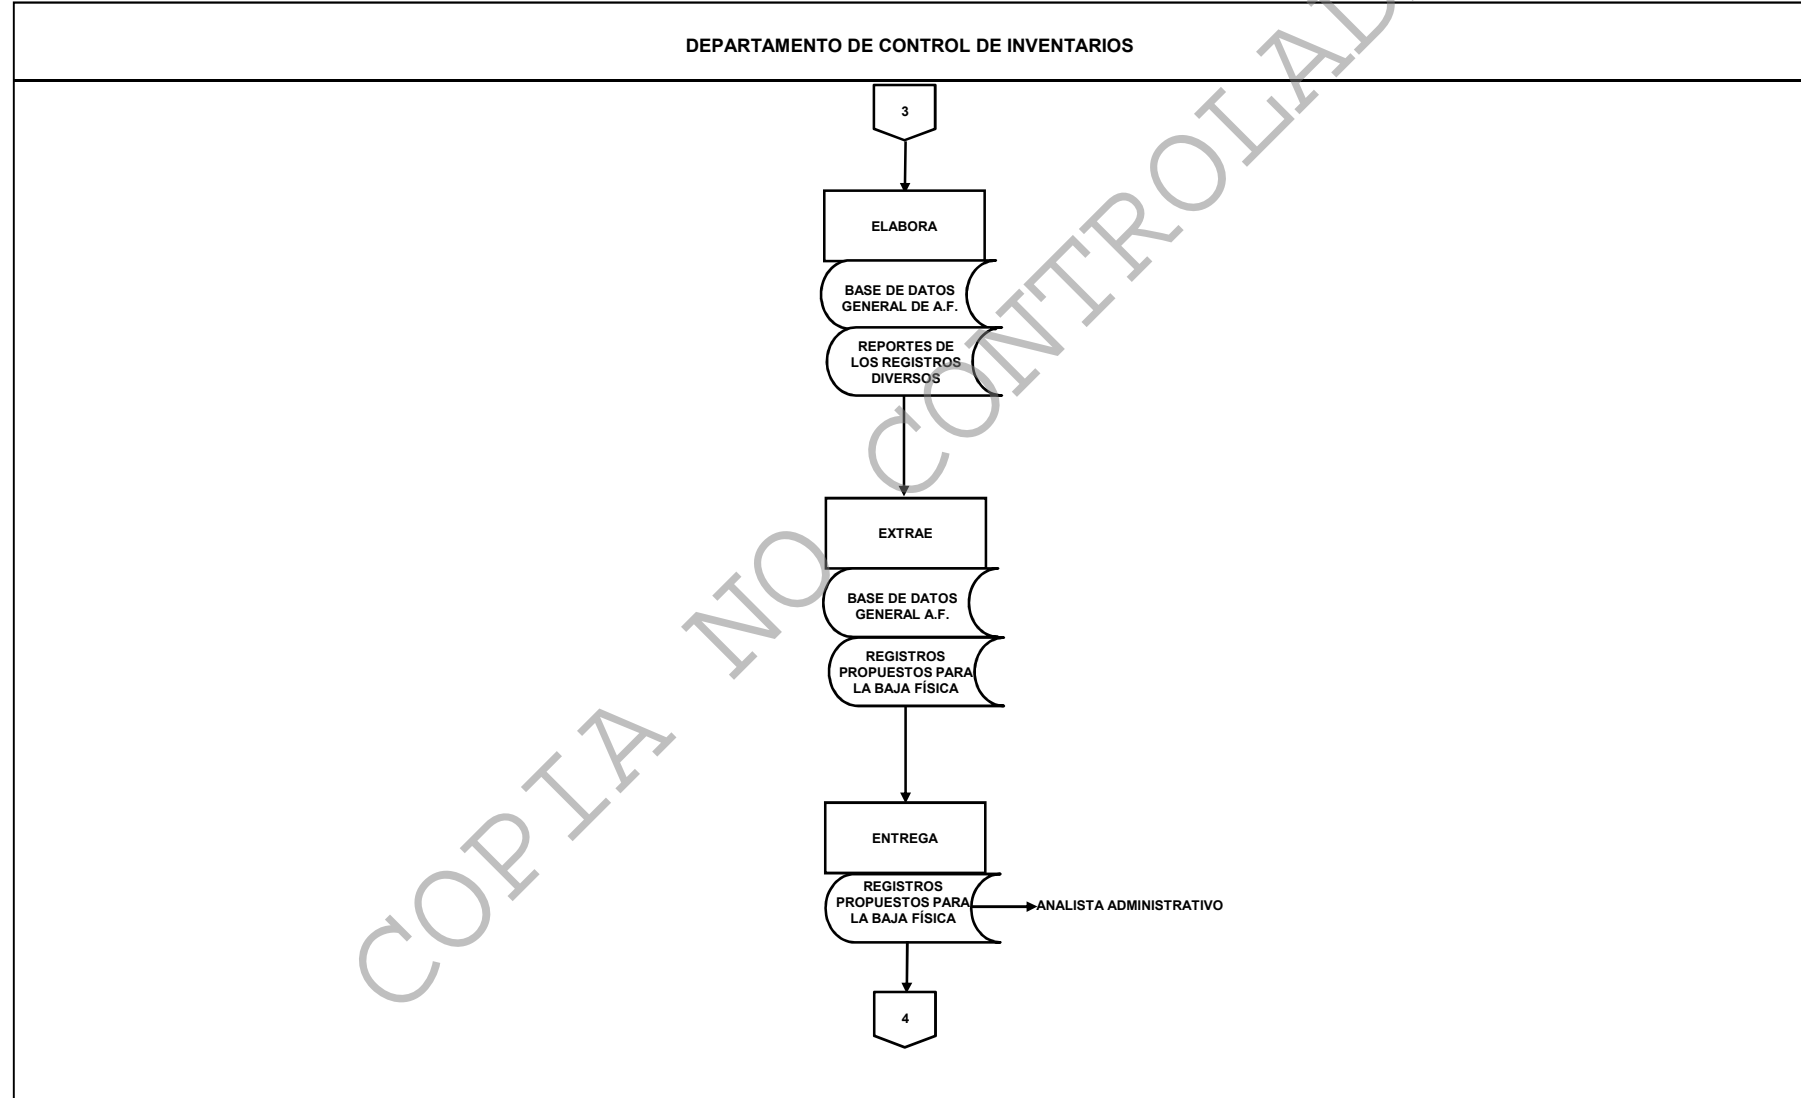 DEPARTAMENTO DE CONTROL DE INVENTARIOS
3
ELABORA
BASE DE DATOS
GENERAL DE A.F.
REPORTES DE
LOS REGISTROS
DIVERSOS
EXTRAE
BASE DE DATOS
GENERAL A.F.
REGISTROS
PROPUESTOS PARA
LA BAJA FÍSICA
ENTREGA
REGISTROS
PROPUESTOS PARA
LA BAJA FÍSICA
ANALISTA ADMINISTRATIVO
4
COPIA NO CONTROLAD